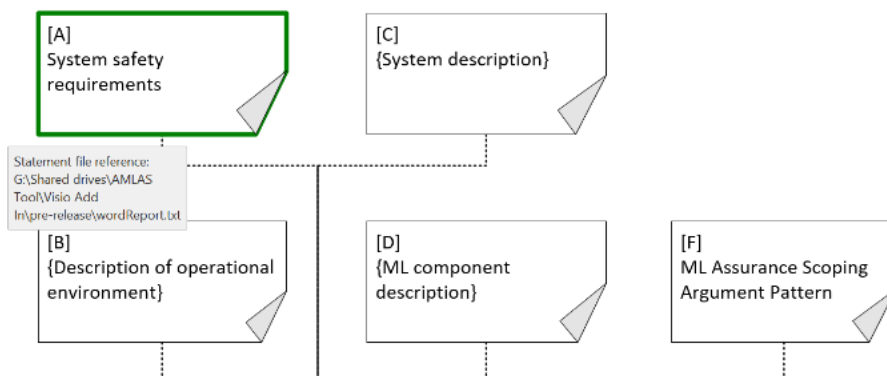 [A]
System safety
requirements
[C]
{System description}
Statement file reference:
G:\Shared drives\AMLAS
Tool\Visio Add
In\pre-release\wordReport.txt
[B]
{Description of operational
environment}
[D]
{ML component
description}
[F]
ML Assurance Scoping
Argument Pattern